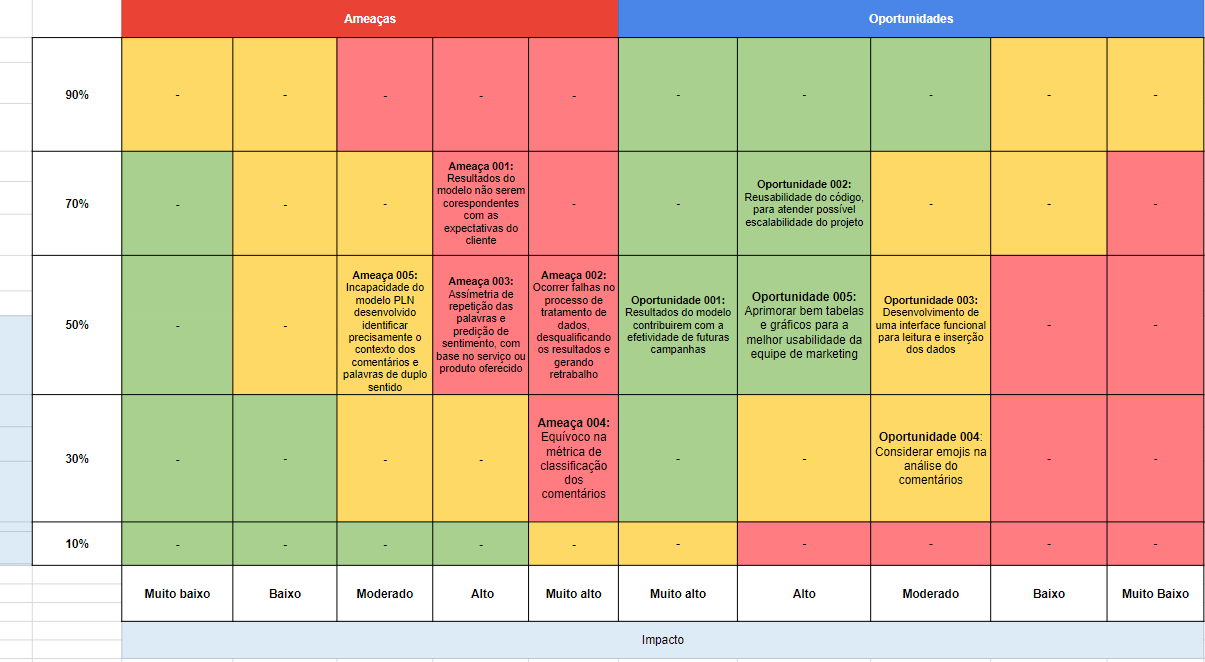 Ameaças
Oportunidades
90%
-
-
-
-
-
-
-
-
-
-
70%
-
-
-
Ameaça 001:
Resultados do
modelo não serem
corespondentes
com as
expectativas do
cliente
-
-
Oportunidade 002:
Reusabilidade do código,
para atender possível
escalabilidade do projeto
-
-
-
50%
-
-
Ameaça 005:
Incapacidade do
modelo PLN
desenvolvido
identificar
precisamente o
contexto dos
comentários e
palavras de duplo
sentido
Ameaça 003:
Assímetria de
repetição das
palavras e
predição de
sentimento, com
base no serviço ou
produto oferecido
Ameaça 002:
Ocorrer falhas no
processo de
tratamento de
dados,
desqualificando
os resultados e
gerando
retrabalho
Oportunidade 001:
Resultados do modelo
contribuirem com a
efetividade de futuras
campanhas
Oportunidade 005:
Aprimorar bem tabelas
e gráficos para a
melhor usabilidade da
equipe de marketing
Oportunidade 003:
Desenvolvimento de
uma interface funcional
para leitura e inserção
dos dados
-
-
30%
-
-
-
-
Ameaça 004:
Equívoco na
métrica de
classificação
dos
comentários
-
-
Oportunidade 004:
Considerar emojis na
análise do
comentários
-
-
10%
-
-
-
-
-
-
-
-
-
-
Muito baixo
Baixo
Moderado
Alto
Muito alto
Muito alto
Alto
Moderado
Baixo
Muito Baixo
Impacto